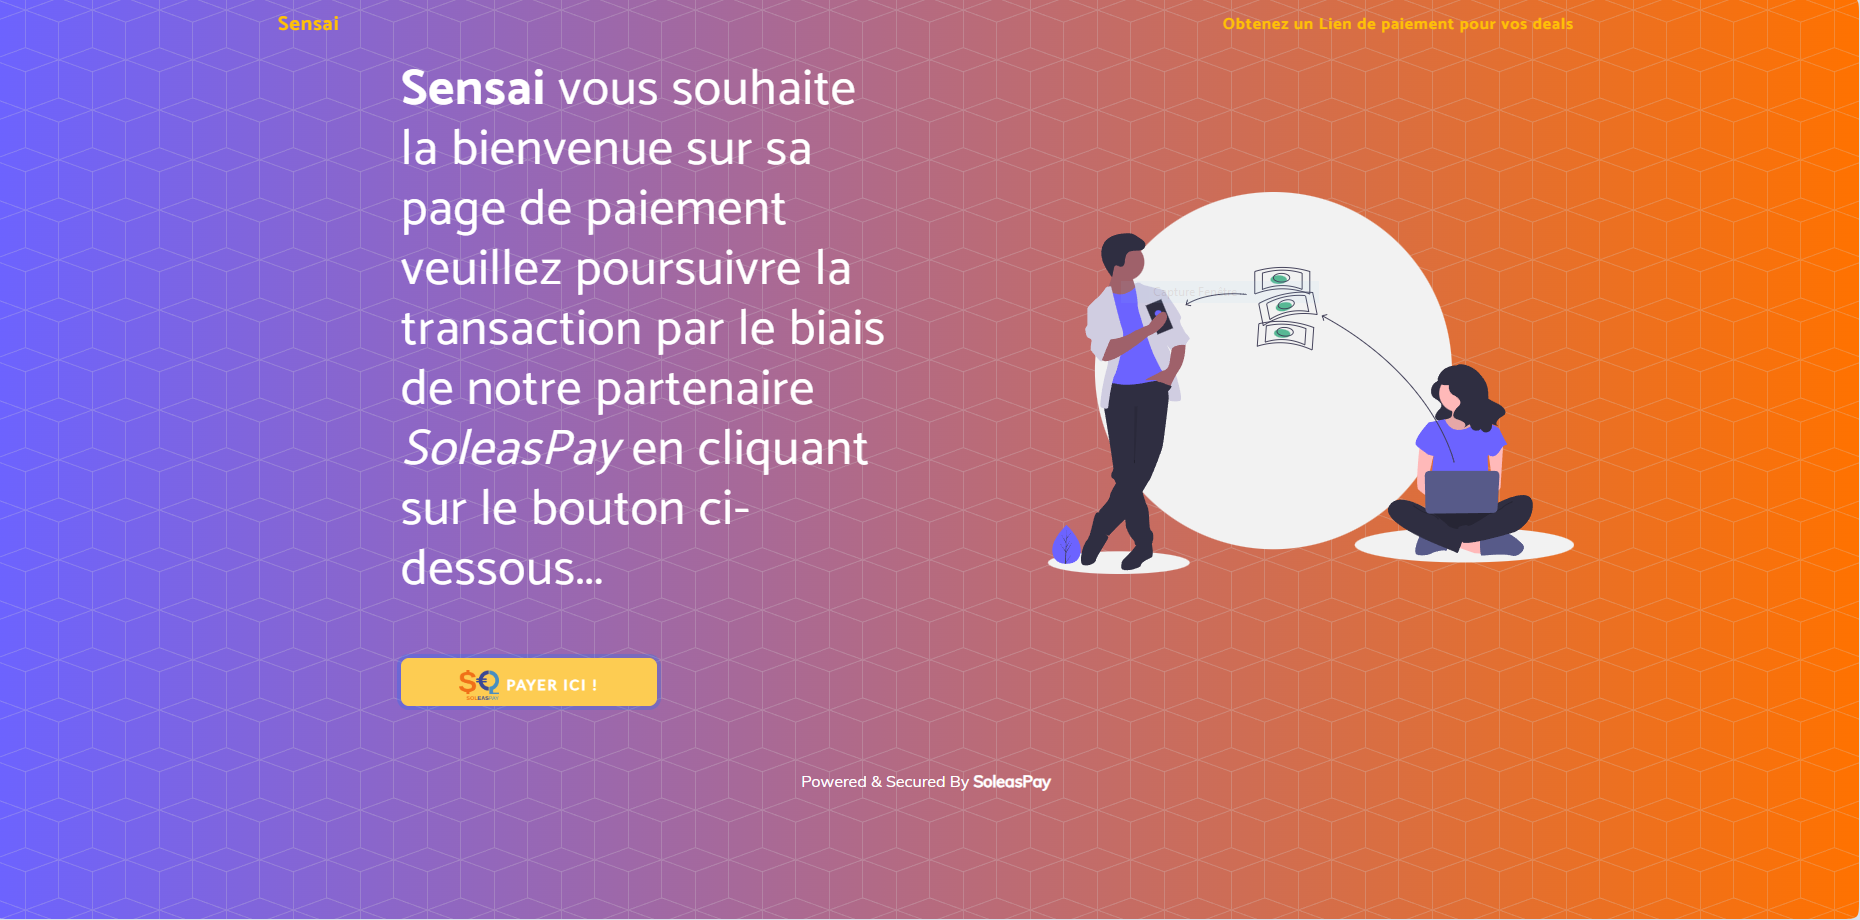 Sensai
Obtenez un Lien de paiement pour vos deals
Sensai vous souhaite
la bienvenue sur sa
page de paiement
veuillez poursuivre la
transaction par le biais
de notre partenaire
SoleasPay en cliquant
sur le bouton ci-
dessous...
Capture Fenêtre
SOLEASPAY
PAYER ICI !
Powered & Secured By SoleasPay